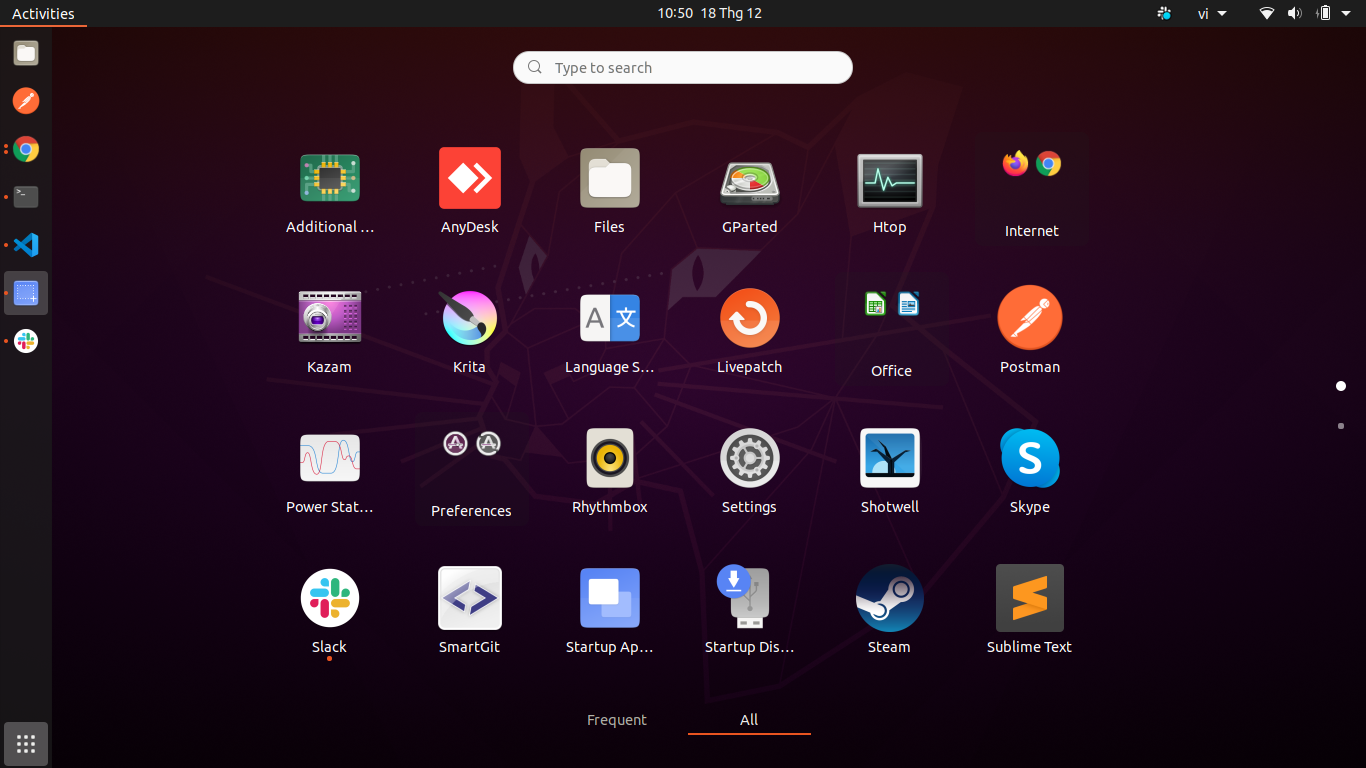 Activities
10:50 18 Thg 12
vi
Type to search
Additional ...
AnyDesk
Files
GParted
Htop
Internet
Kazam
Krita
Language S...
Livepatch
Office
Postman
Power Stat...
Preferences
Rhythmbox
Settings
Shotwell
Skype
Slack
SmartGit
Startup Ap...
Startup Dis...
Steam
Sublime Text
Frequent
All